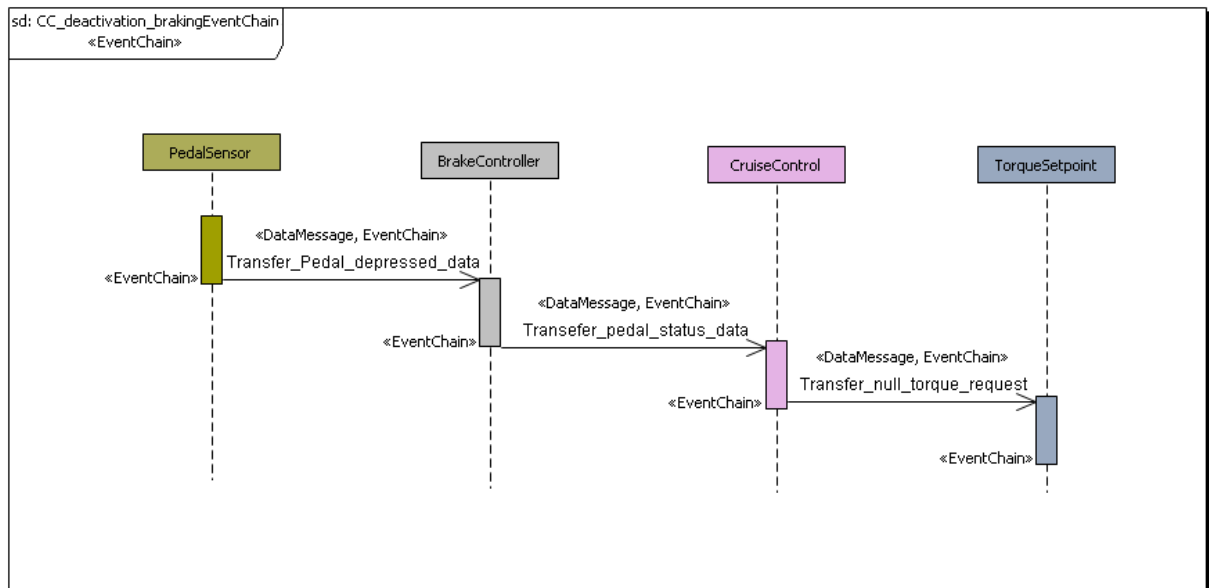 sd: CC_deactivation_brakingEventChain
«EventChain»
PedalSensor
BrakeController
CruiseControl
TorqueSetpoint
«DataMessage, EventChain»
Transfer_Pedal_depressed_data
«EventChain»
«DataMessage, EventChain»
Transefer_pedal_status_data
«EventChain»
«DataMessage, EventChain»
Transfer_null_torque_request
«EventChain»
«EventChain»